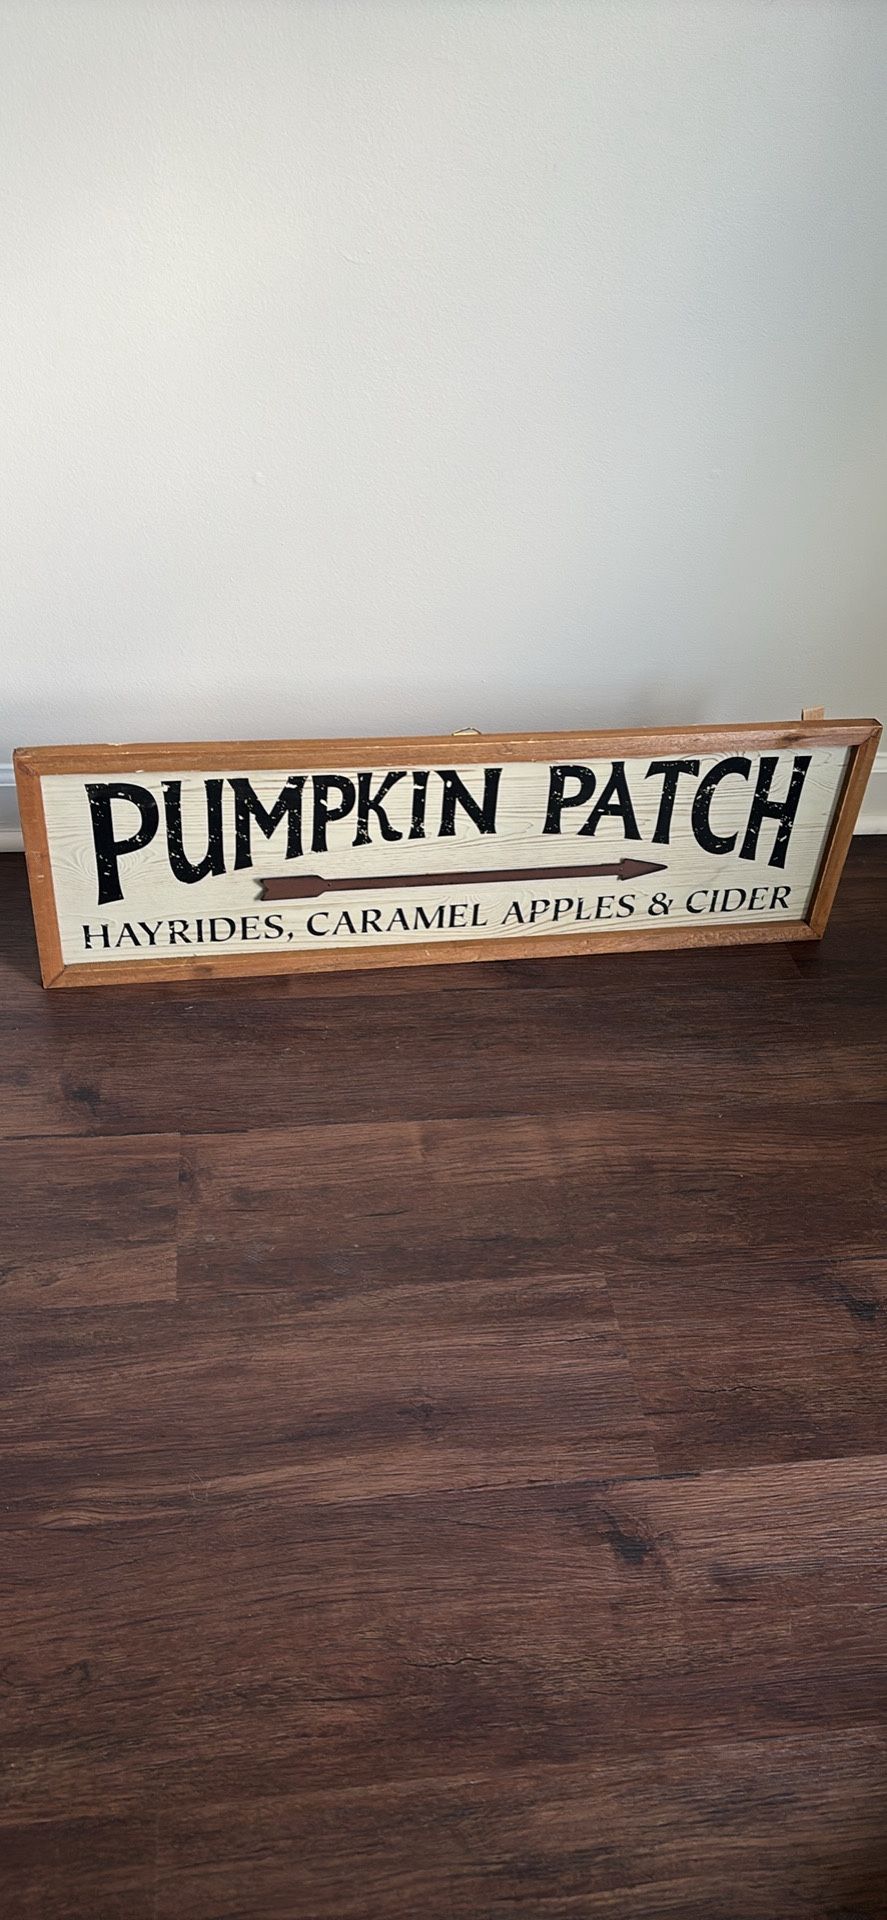 PUMPKIN PATCH
HAYRIDES, CARAMEL APPLES & CIDER